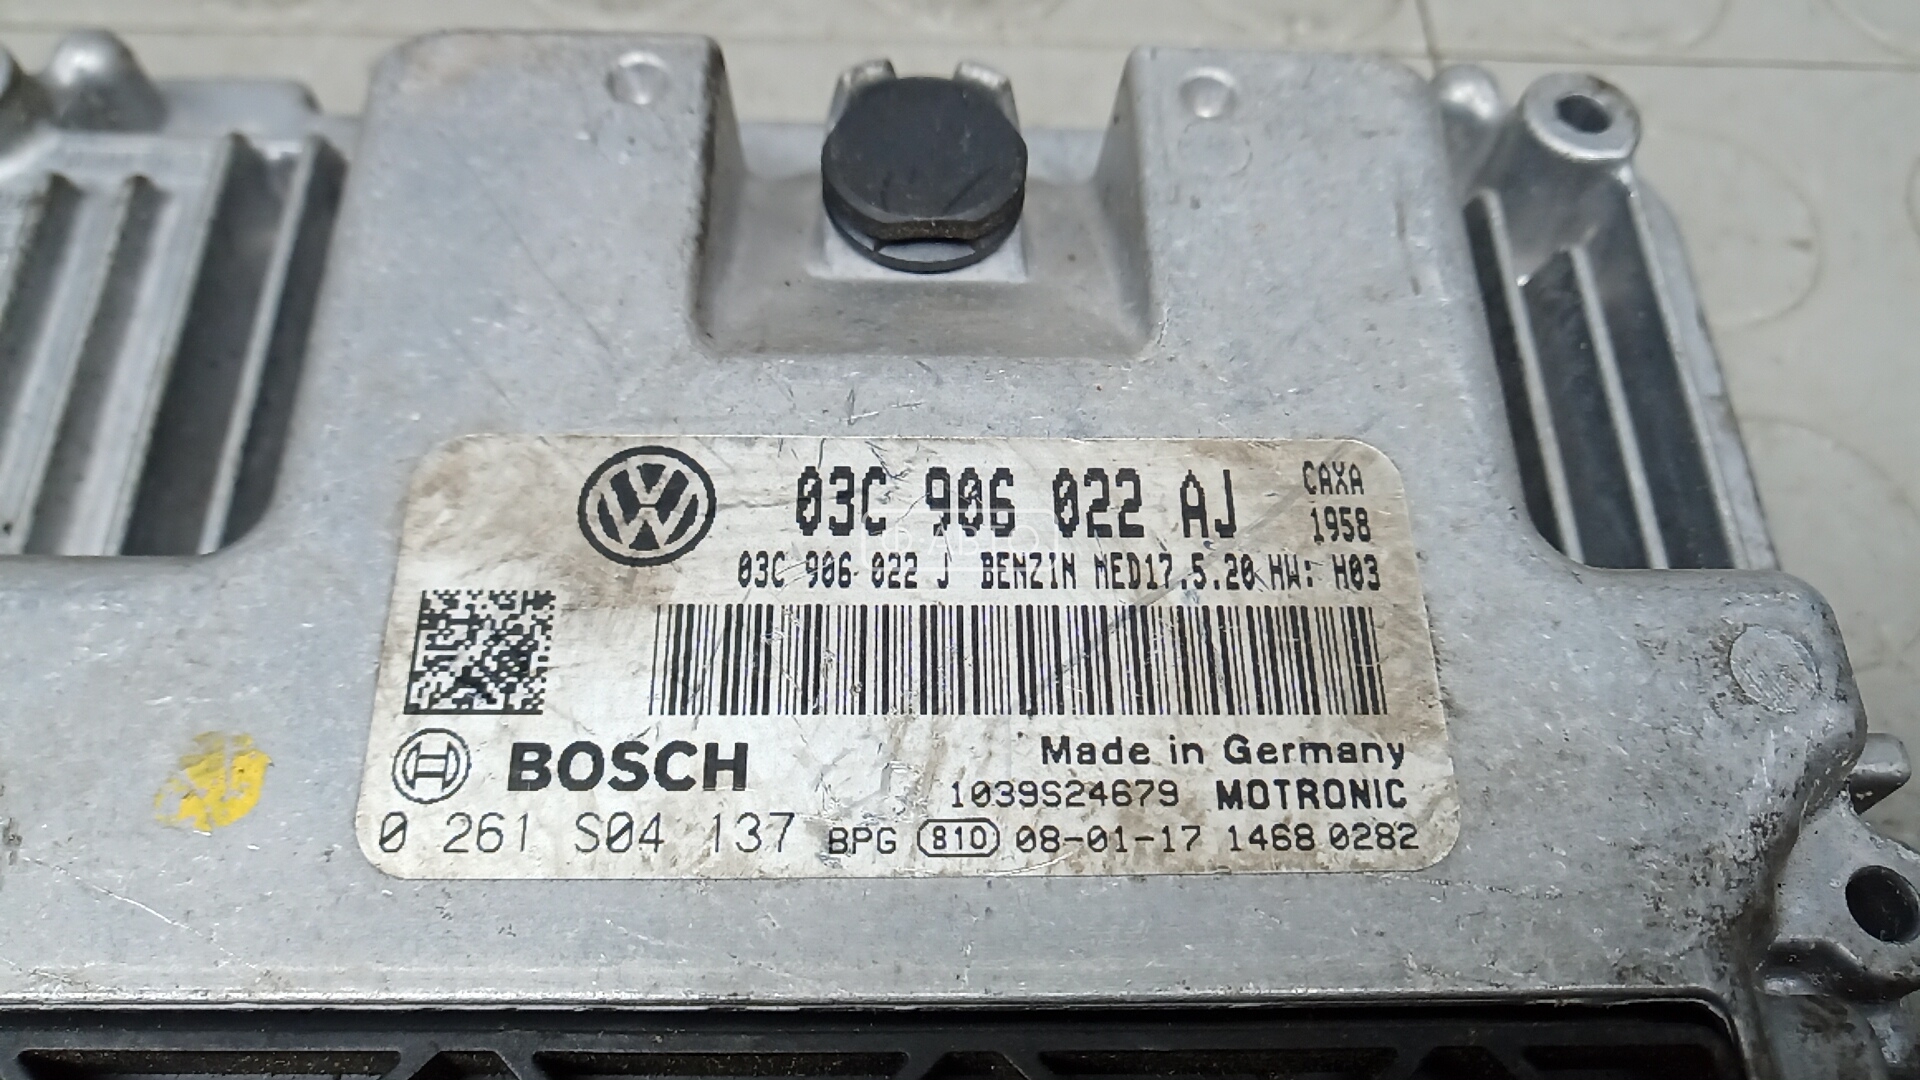 03C 906 022 AJ CAXA
1958
03C 906 022 J BENZIN MED17.5.20 HW: H03
BOSCH
Made in Germany
1039S24679 MOTRONIC
0 261 S04 137 BPG 810 08-01-17 1468 0282